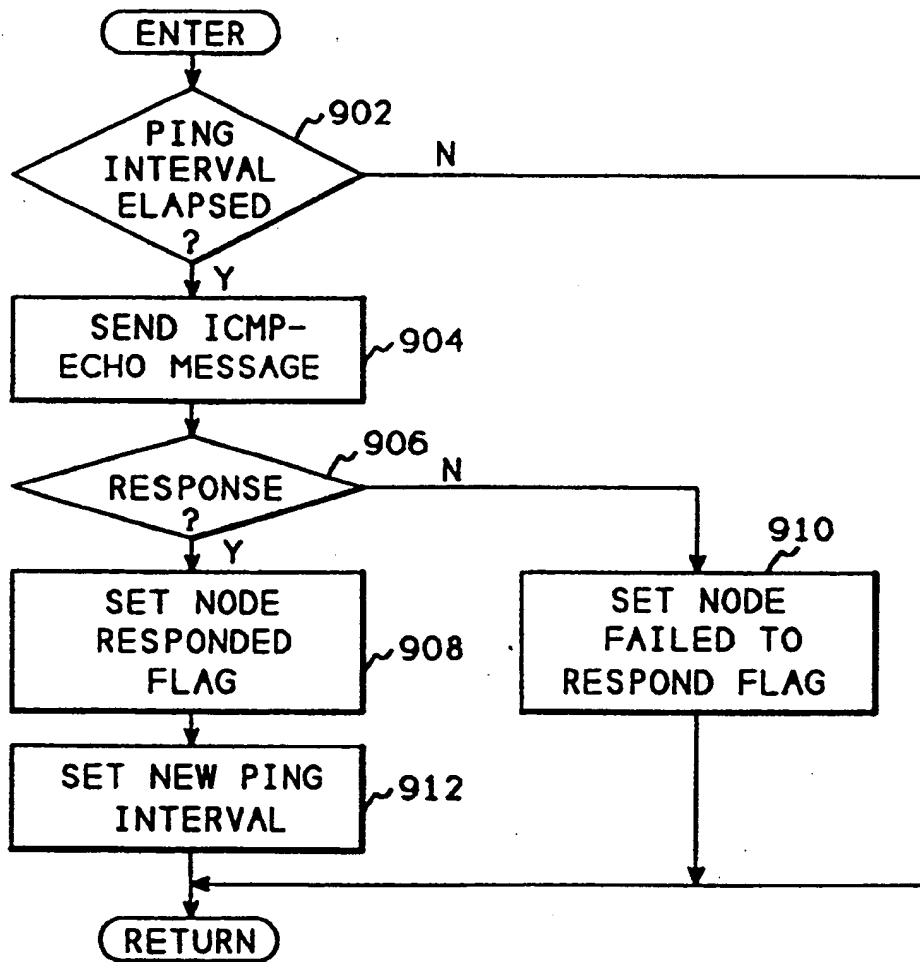 ENTER
902
PING
INTERVAL
ELAPSED
?
N
Y
SEND ICMP-
ECHO MESSAGE
904
906
RESPONSE
?
N
Y
910
SET NODE
RESPONDED
FLAG
908
SET NODE
FAILED TO
RESPOND FLAG
SET NEW PING
INTERVAL
912
RETURN